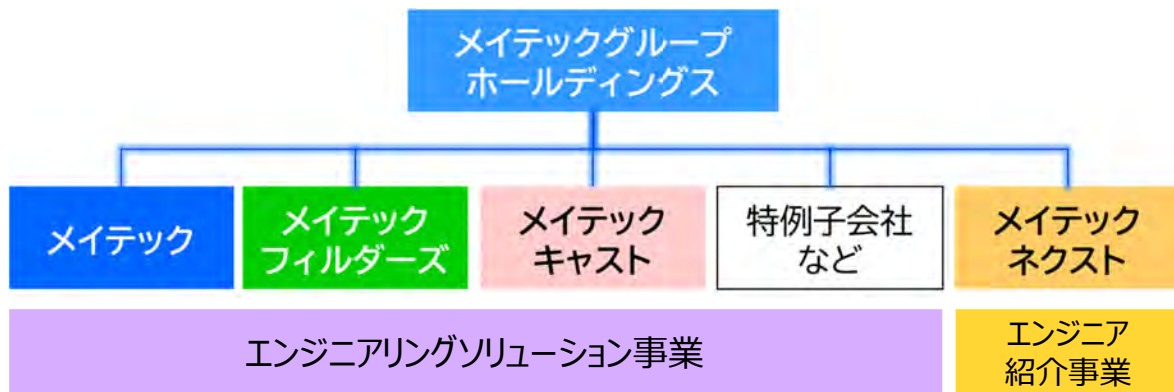 メイテックグループ
ホールディングス
メイテック
メイテック
フィルダーズ
メイテック
キャスト
特例子会社
など
メイテック
ネクスト
エンジニアリングソリューション事業
エンジニア
紹介事業